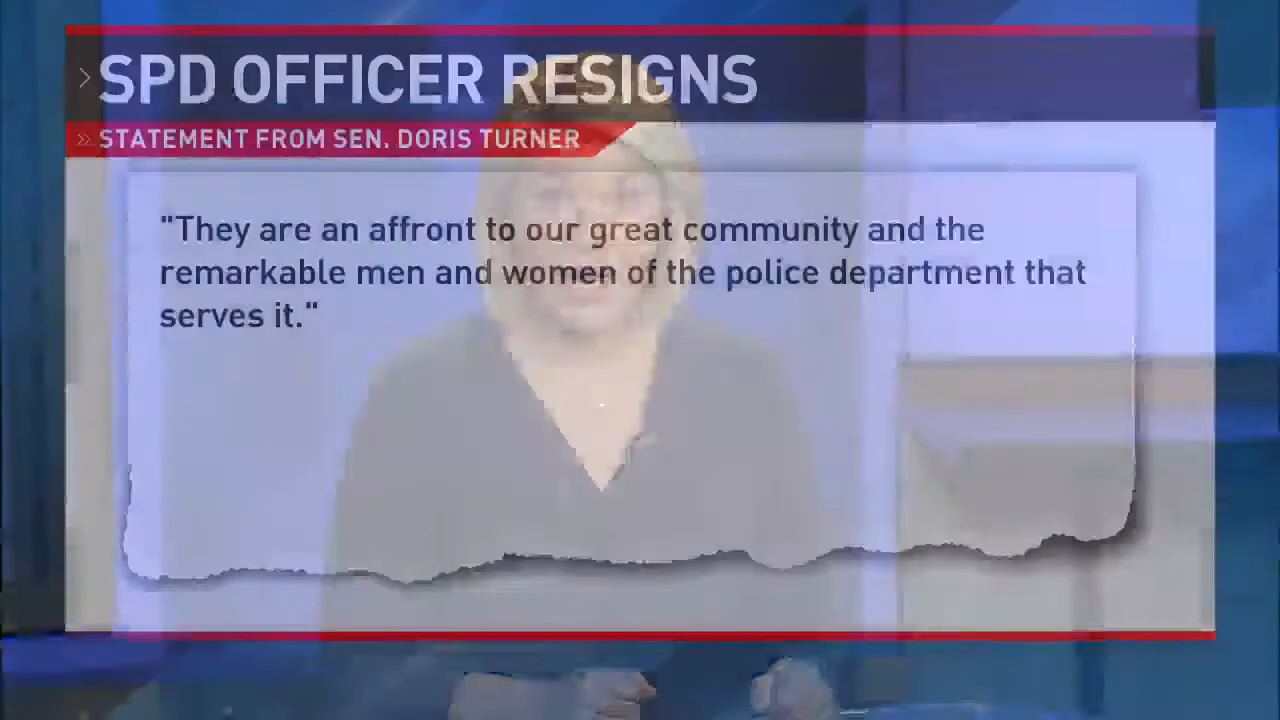 SPD OFFICER RESIGNS
STATEMENT FROM SEN. DORIS TURNER
"They are an affront to our great community and the
remarkable men and women of the police department that
serves it."